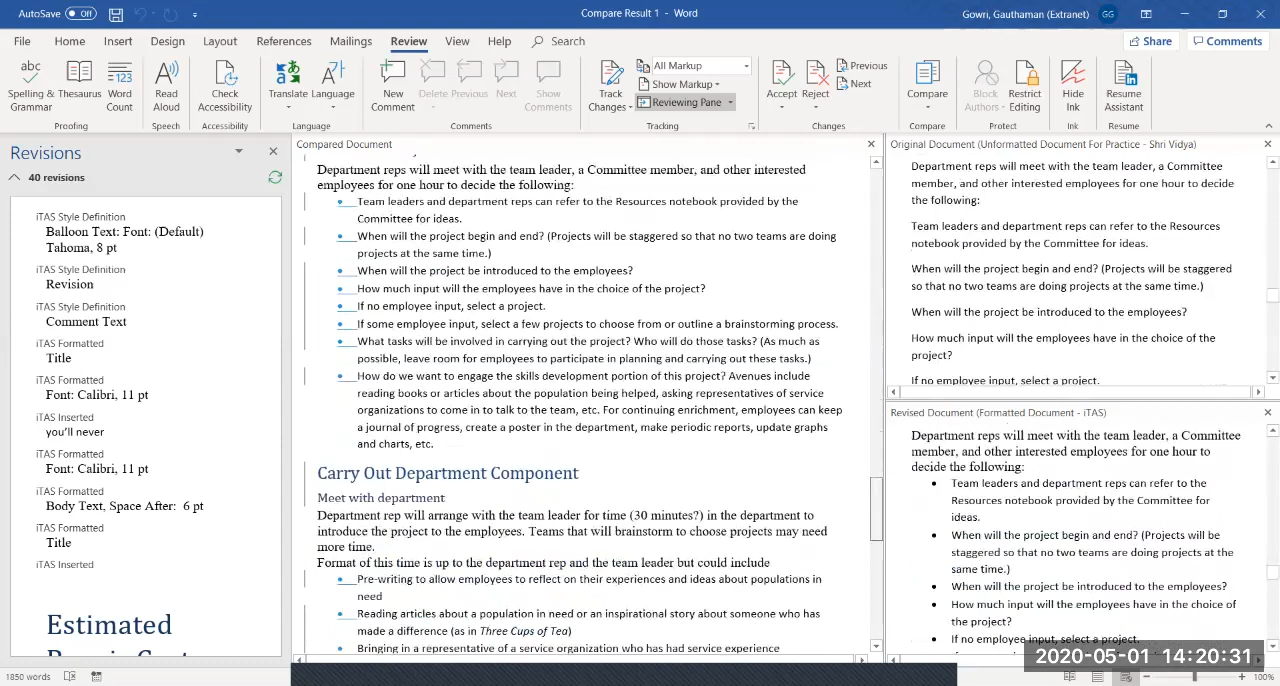 AutoSave Off
Compare Result 1 - Word
Gowri, Gauthaman (Extranet) GG
File Home Insert Design Layout References Mailings Review View Help Search
Share Comments
abc
Spelling & Grammar
Thesaurus
123
Word Count
Read Aloud
Check Accessibility
Translate
Language
New Comment
Delete
Previous
Next
Show Comments
Track Changes
All Markup
Show Markup
Reviewing Pane
Accept
Reject
Previous
Next
Compare
Block Authors
Restrict Editing
Hide Ink
Resume Assistant
Proofing Speech Accessibility Language Comments Tracking Changes Compare Protect Ink Resume
Revisions
40 revisions
iTAS Style Definition
Balloon Text: Font: (Default)
Tahoma, 8 pt
iTAS Style Definition
Revision
iTAS Style Definition
Comment Text
iTAS Formatted
Title
iTAS Formatted
Font: Calibri, 11 pt
iTAS Inserted
you'll never
iTAS Formatted
Font: Calibri, 11 pt
iTAS Formatted
Body Text, Space After: 6 pt
iTAS Formatted
Title
iTAS Inserted
Estimated
Compared Document
Department reps will meet with the team leader, a Committee member, and other interested
employees for one hour to decide the following:
• Team leaders and department reps can refer to the Resources notebook provided by the
Committee for ideas.
• When will the project begin and end? (Projects will be staggered so that no two teams are doing
projects at the same time.)
• When will the project be introduced to the employees?
• How much input will the employees have in the choice of the project?
• If no employee input, select a project.
• If some employee input, select a few projects to choose from or outline a brainstorming process.
• What tasks will be involved in carrying out the project? Who will do those tasks? (As much as
possible, leave room for employees to participate in planning and carrying out these tasks.)
• How do we want to engage the skills development portion of this project? Avenues include
reading books or articles about the population being helped, asking representatives of service
organizations to come in to talk to the team, etc. For continuing enrichment, employees can keep
a journal of progress, create a poster in the department, make periodic reports, update graphs
and charts, etc.
Carry Out Department Component
Meet with department
Department rep will arrange with the team leader for time (30 minutes?) in the department to
introduce the project to the employees. Teams that will brainstorm to choose projects may need
more time.
Format of this time is up to the department rep and the team leader but could include
• Pre-writing to allow employees to reflect on their experiences and ideas about populations in
need
• Reading articles about a population in need or an inspirational story about someone who has
made a difference (as in Three Cups of Tea)
• Bringing in a representative of a service organization who has had service experience
Original Document (Unformatted Document For Practice - Shri Vidya)
Department reps will meet with the team leader, a Committee
member, and other interested employees for one hour to decide
the following:
Team leaders and department reps can refer to the Resources
notebook provided by the Committee for ideas.
When will the project begin and end? (Projects will be staggered
so that no two teams are doing projects at the same time.)
When will the project be introduced to the employees?
How much input will the employees have in the choice of the
project?
If no employee input, select a project.
Revised Document (Formatted Document - iTAS)
Department reps will meet with the team leader, a Committee
member, and other interested employees for one hour to
decide the following:
• Team leaders and department reps can refer to the
Resources notebook provided by the Committee for
ideas.
• When will the project begin and end? (Projects will be
staggered so that no two teams are doing projects at the
same time.)
• When will the project be introduced to the employees?
• How much input will the employees have in the choice of
the project?
• If no employee input, select a project.
2020-05-01 14:20:31
1850 words
100%